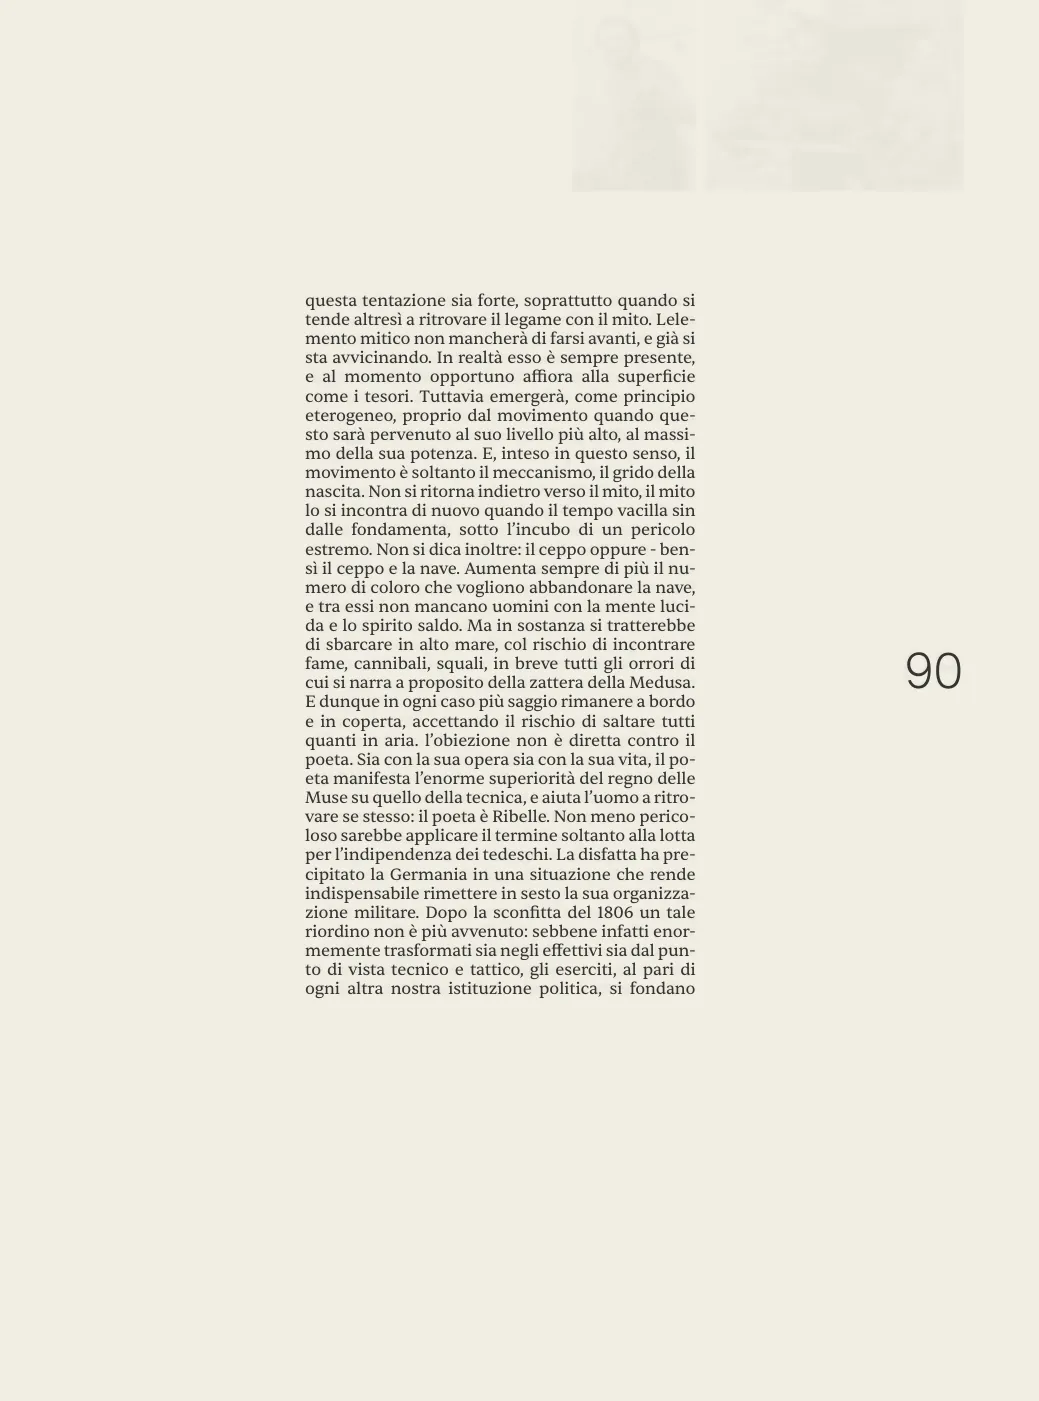 questa tentazione sia forte, soprattutto quando si
tende altresì a ritrovare il legame con il mito. Lele-
mento mitico non mancherà di farsi avanti, e già si
sta avvicinando. In realtà esso è sempre presente,
e al momento opportuno affiora alla superficie
come i tesori. Tuttavia emergerà, come principio
eterogeneo, proprio dal movimento quando que-
sto sarà pervenuto al suo livello più alto, al massi-
mo della sua potenza. E, inteso in questo senso, il
movimento è soltanto il meccanismo, il grido della
nascita. Non si ritorna indietro verso il mito, il mito
lo si incontra di nuovo quando il tempo vacilla sin
dalle fondamenta, sotto l’incubo di un pericolo
estremo. Non si dica inoltre: il ceppo oppure - ben-
sì il ceppo e la nave. Aumenta sempre di più il nu-
mero di coloro che vogliono abbandonare la nave,
e tra essi non mancano uomini con la mente luci-
da e lo spirito saldo. Ma in sostanza si tratterebbe
di sbarcare in alto mare, col rischio di incontrare
fame, cannibali, squali, in breve tutti gli orrori di
cui si narra a proposito della zattera della Medusa.
E dunque in ogni caso più saggio rimanere a bordo
e in coperta, accettando il rischio di saltare tutti
quanti in aria. l’obiezione non è diretta contro il
poeta. Sia con la sua opera sia con la sua vita, il po-
eta manifesta l’enorme superiorità del regno delle
Muse su quello della tecnica, e aiuta l’uomo a ritro-
vare se stesso: il poeta è Ribelle. Non meno perico-
loso sarebbe applicare il termine soltanto alla lotta
per l’indipendenza dei tedeschi. La disfatta ha pre-
cipitato la Germania in una situazione che rende
indispensabile rimettere in sesto la sua organizza-
zione militare. Dopo la sconfitta del 1806 un tale
riordino non è più avvenuto: sebbene infatti enor-
memente trasformati sia negli effettivi sia dal pun-
to di vista tecnico e tattico, gli eserciti, al pari di
ogni altra nostra istituzione politica, si fondano
90